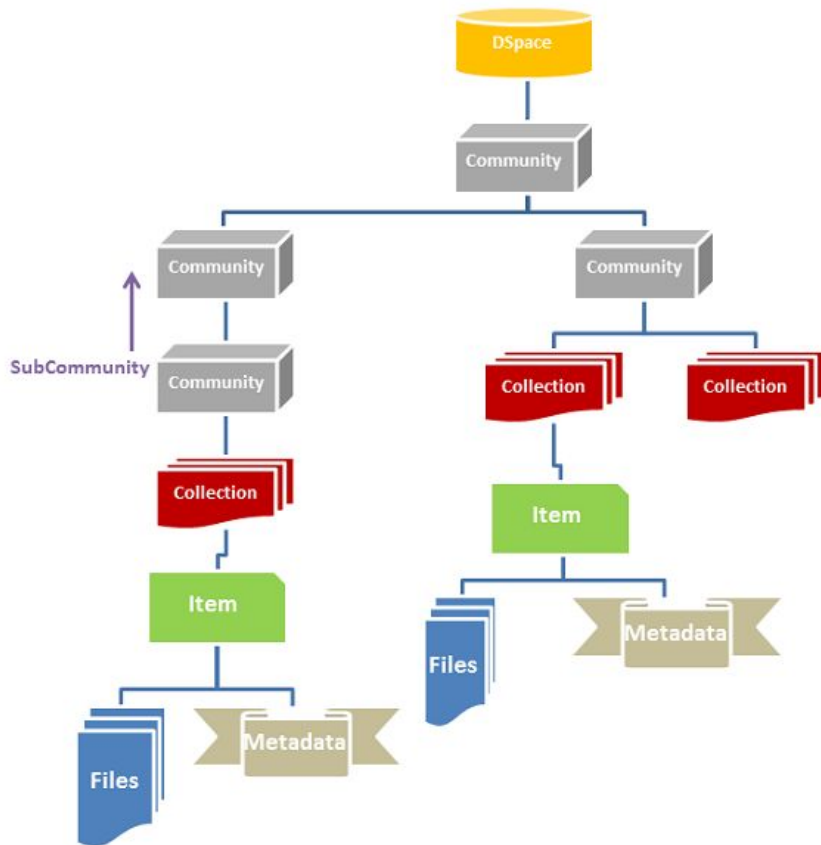 DSpace
Community
Community
Community
SubCommunity
Community
Collection
Collection
Collection
Item
Item
Files
Metadata
Files
Metadata